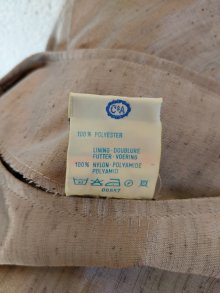 C&A
100% POLYESTER
LINING-DOUBLURE
FUTTER-VOERING
100% NYLON-POLYAMIDE
POLYAMID